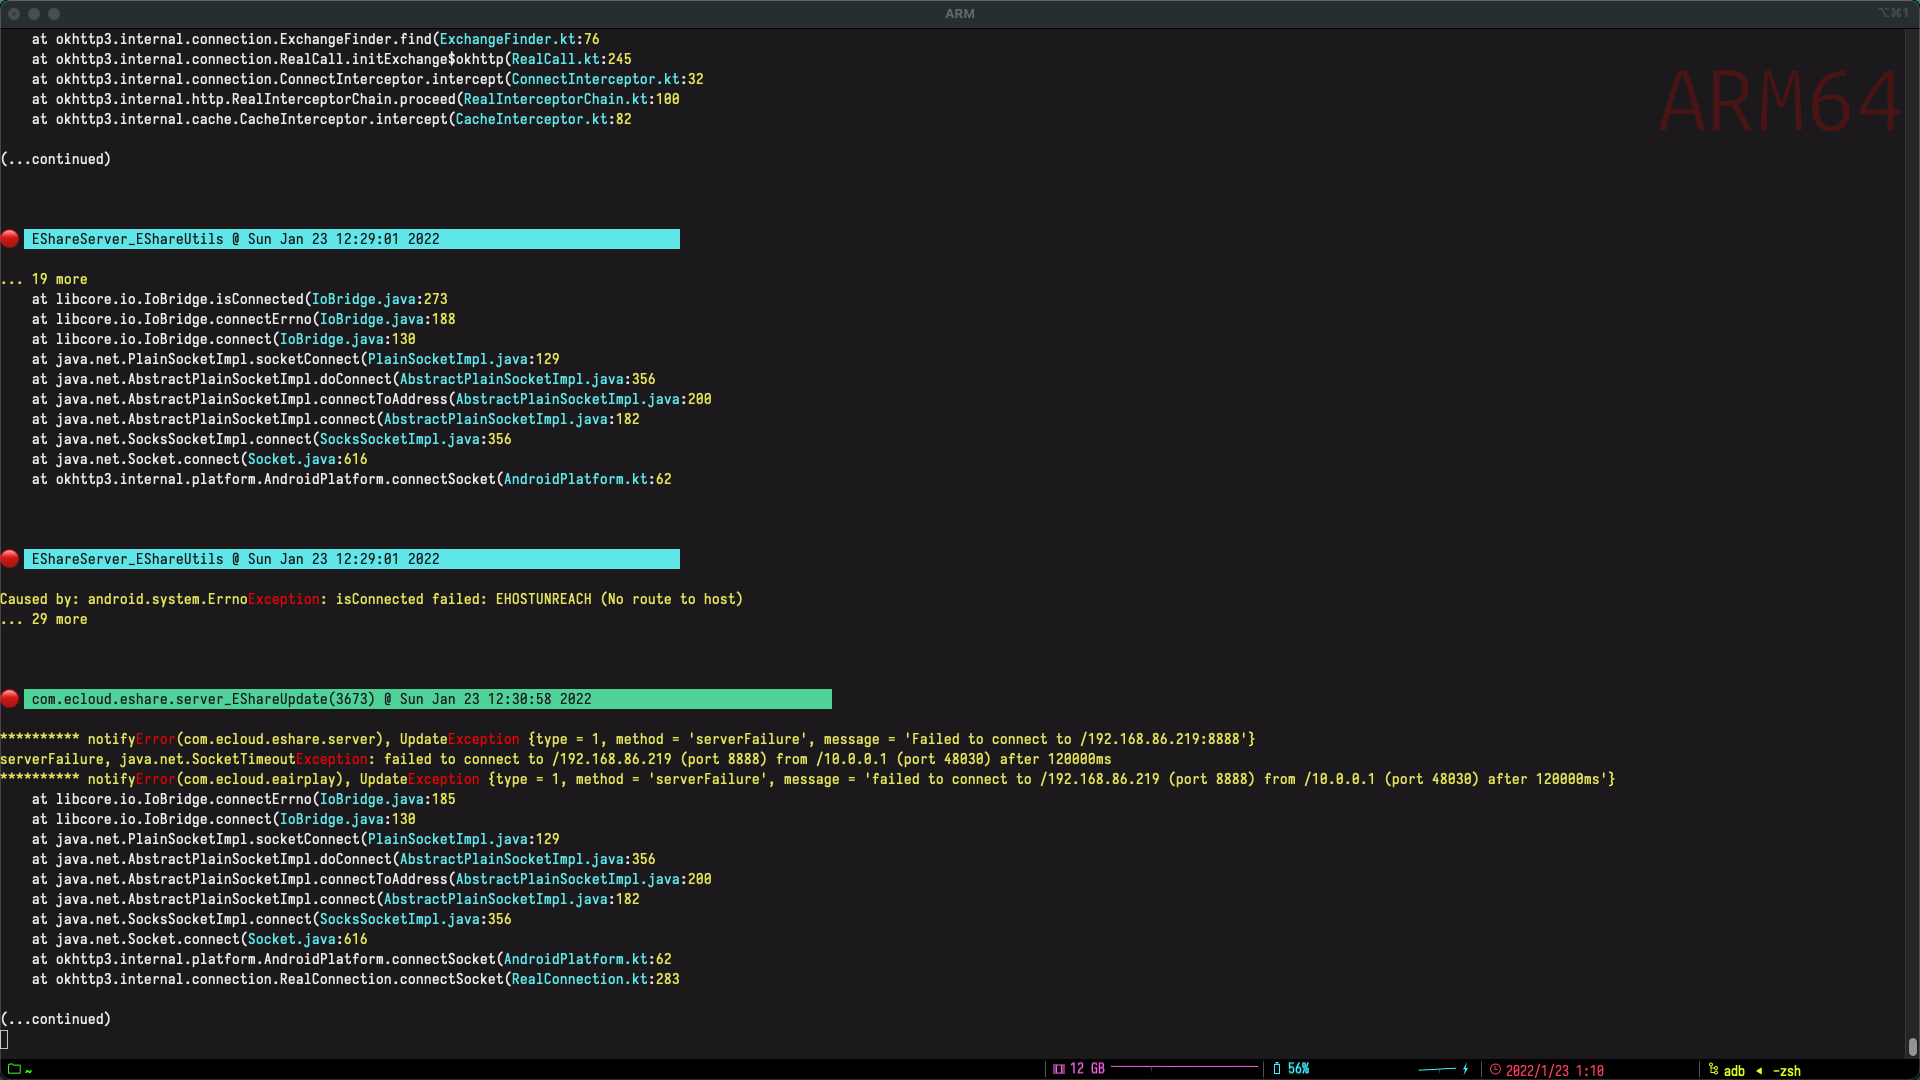 ARM
⌥⌘1
at okhttp3.internal.connection.ExchangeFinder.find(ExchangeFinder.kt:76
at okhttp3.internal.connection.RealCall.initExchange$okhttp(RealCall.kt:245
at okhttp3.internal.connection.ConnectInterceptor.intercept(ConnectInterceptor.kt:32
at okhttp3.internal.http.RealInterceptorChain.proceed(RealInterceptorChain.kt:100
at okhttp3.internal.cache.CacheInterceptor.intercept(CacheInterceptor.kt:82
ARM64
(...continued)
EShareServer_EShareUtils @ Sun Jan 23 12:29:01 2022
... 19 more
at libcore.io.IoBridge.isConnected(IoBridge.java:273
at libcore.io.IoBridge.connectErrno(IoBridge.java:188
at libcore.io.IoBridge.connect(IoBridge.java:130
at java.net.PlainSocketImpl.socketConnect(PlainSocketImpl.java:129
at java.net.AbstractPlainSocketImpl.doConnect(AbstractPlainSocketImpl.java:356
at java.net.AbstractPlainSocketImpl.connectToAddress(AbstractPlainSocketImpl.java:200
at java.net.AbstractPlainSocketImpl.connect(AbstractPlainSocketImpl.java:182
at java.net.SocksSocketImpl.connect(SocksSocketImpl.java:356
at java.net.Socket.connect(Socket.java:616
at okhttp3.internal.platform.AndroidPlatform.connectSocket(AndroidPlatform.kt:62
EShareServer_EShareUtils @ Sun Jan 23 12:29:01 2022
Caused by: android.system.ErrnoException: isConnected failed: EHOSTUNREACH (No route to host)
... 29 more
com.ecloud.eshare.server_EShareUpdate(3673) @ Sun Jan 23 12:30:58 2022
********** notifyError(com.ecloud.eshare.server), UpdateException {type = 1, method = 'serverFailure', message = 'Failed to connect to /192.168.86.219:8888'}
serverFailure, java.net.SocketTimeoutException: failed to connect to /192.168.86.219 (port 8888) from /10.0.0.1 (port 48030) after 120000ms
********** notifyError(com.ecloud.eairplay), UpdateException {type = 1, method = 'serverFailure', message = 'failed to connect to /192.168.86.219 (port 8888) from /10.0.0.1 (port 48030) after 120000ms'}
at libcore.io.IoBridge.connectErrno(IoBridge.java:185
at libcore.io.IoBridge.connect(IoBridge.java:130
at java.net.PlainSocketImpl.socketConnect(PlainSocketImpl.java:129
at java.net.AbstractPlainSocketImpl.doConnect(AbstractPlainSocketImpl.java:356
at java.net.AbstractPlainSocketImpl.connectToAddress(AbstractPlainSocketImpl.java:200
at java.net.AbstractPlainSocketImpl.connect(AbstractPlainSocketImpl.java:182
at java.net.SocksSocketImpl.connect(SocksSocketImpl.java:356
at java.net.Socket.connect(Socket.java:616
at okhttp3.internal.platform.AndroidPlatform.connectSocket(AndroidPlatform.kt:62
at okhttp3.internal.connection.RealConnection.connectSocket(RealConnection.kt:283
(...continued)
~ 12 GB 56% 2022/1/23 1:10 adb ◂ -zsh